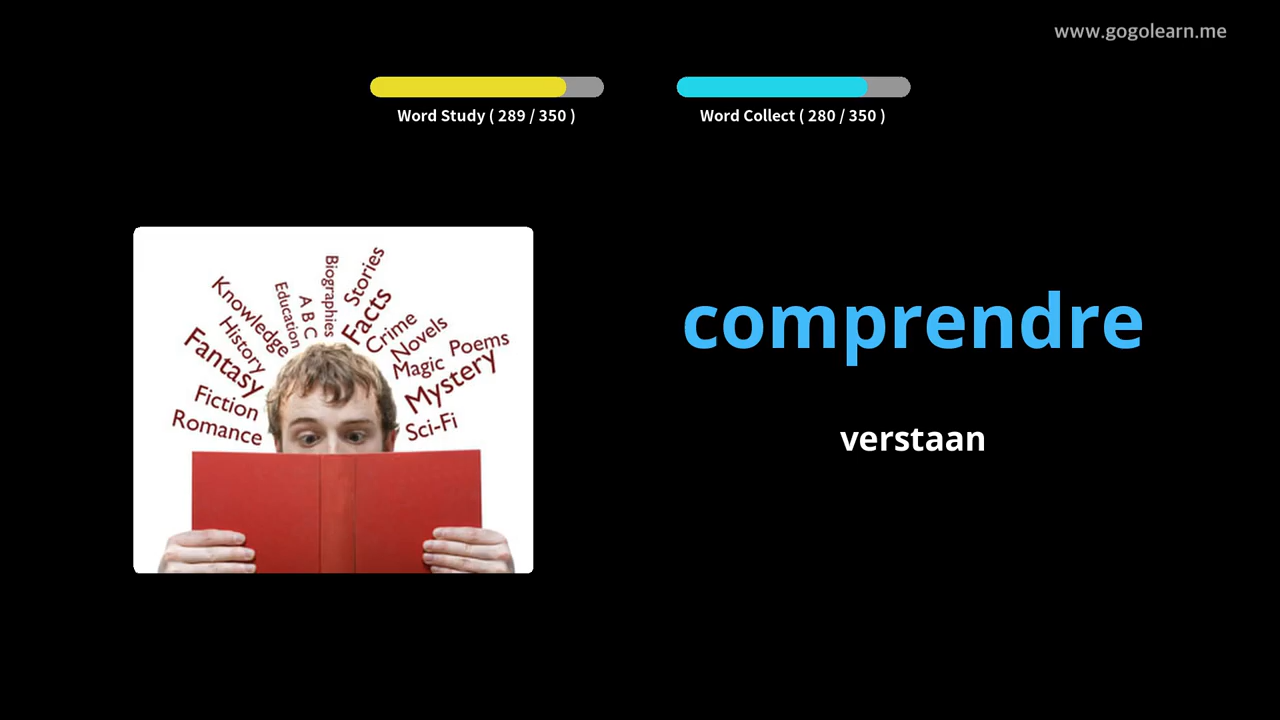 www.gogolearn.me
Word Study ( 289 / 350 )
Word Collect ( 280 / 350 )
Biographies
Stories
Education
A B C
Facts
Knowledge
Crime
History
Novels
Fantasy
Magic
Poems
Mystery
Fiction
Romance
Sci-Fi
comprendre
verstaan